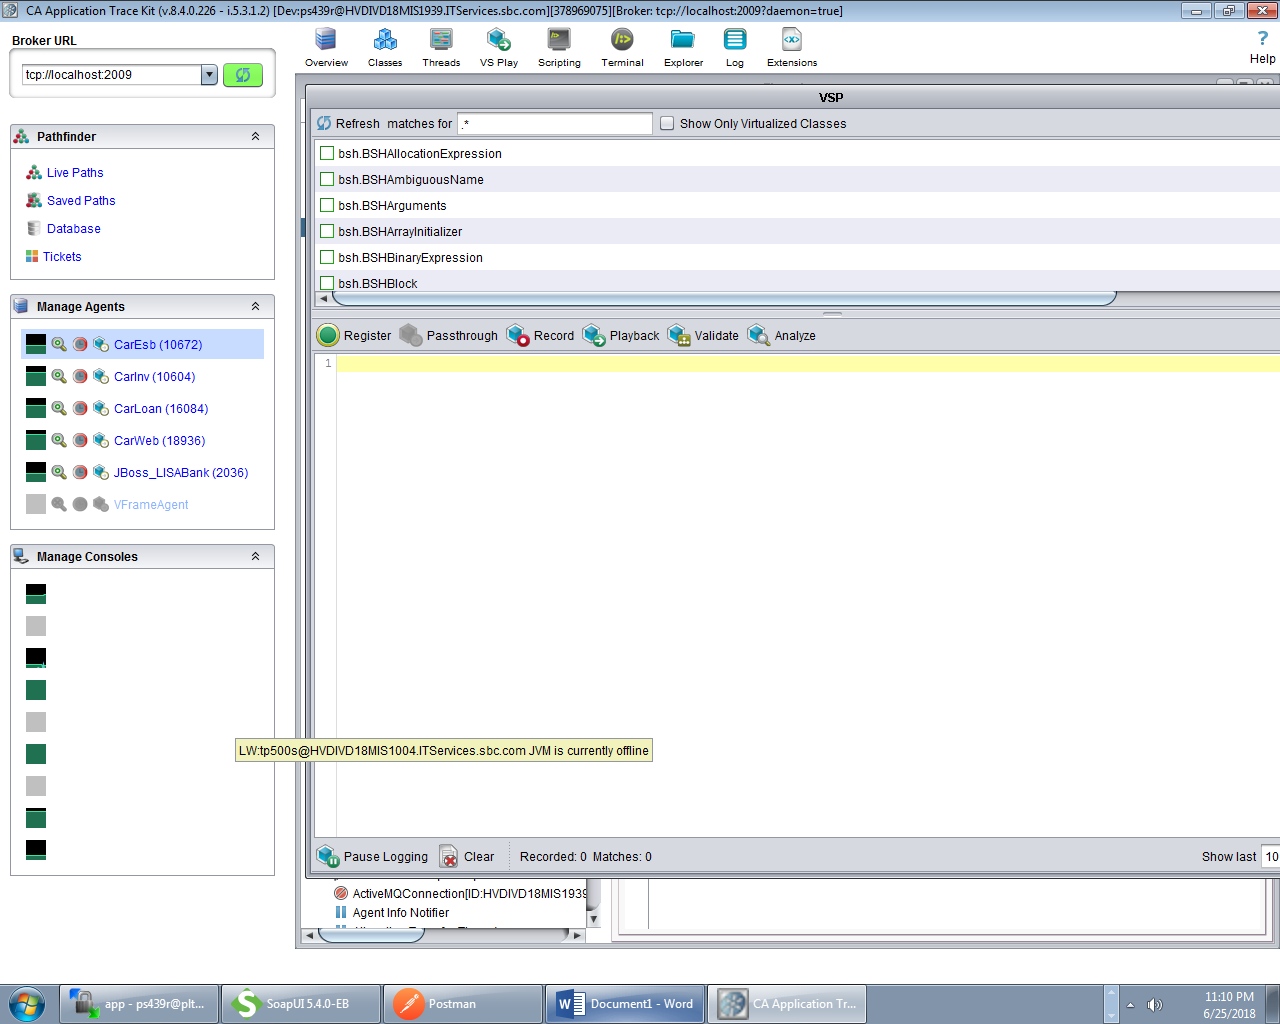 CA Application Trace Kit (v.8.4.0.226 - i.5.3.1.2) [Dev:ps439r@HVDIVD18MIS1939.ITServices.sbc.com][378969075][Broker: tcp://localhost:2009?daemon=true]
Broker URL
tcp://localhost:2009
Overview Classes Threads VS Play Scripting Terminal Explorer Log Extensions Help
Pathfinder
Live Paths
Saved Paths
Database
Tickets
Manage Agents
CarEsb (10672)
CarInv (10604)
CarLoan (16084)
CarWeb (18936)
JBoss_LISABank (2036)
VFrameAgent
Manage Consoles
VSP
Refresh matches for .* Show Only Virtualized Classes
bsh.BSHAllocationExpression
bsh.BSHAmbiguousName
bsh.BSHArguments
bsh.BSHArrayInitializer
bsh.BSHBinaryExpression
bsh.BSHBlock
Register Passthrough Record Playback Validate Analyze
1
LW:tp500s@HVDIVD18MIS1004.ITServices.sbc.com JVM is currently offline
Pause Logging Clear Recorded: 0 Matches: 0 Show last 10
ActiveMQConnection[ID:HVDIVD18MIS1939
Agent Info Notifier
app - ps439r@plt... SoapUI 5.4.0-EB Postman Document1 - Word CA Application Tr...
11:10 PM
6/25/2018